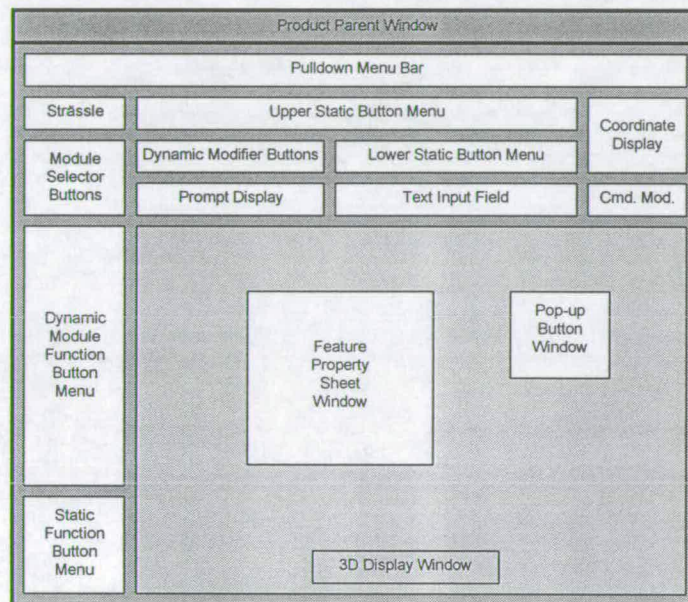 Product Parent Window
Pulldown Menu Bar
Strässle
Upper Static Button Menu
Coordinate
Display
Module
Selector
Buttons
Dynamic Modifier Buttons
Lower Static Button Menu
Prompt Display
Text Input Field
Cmd. Mod.
Dynamic
Module
Function
Button
Menu
Feature
Property
Sheet
Window
Pop-up
Button
Window
Static
Function
Button
Menu
3D Display Window